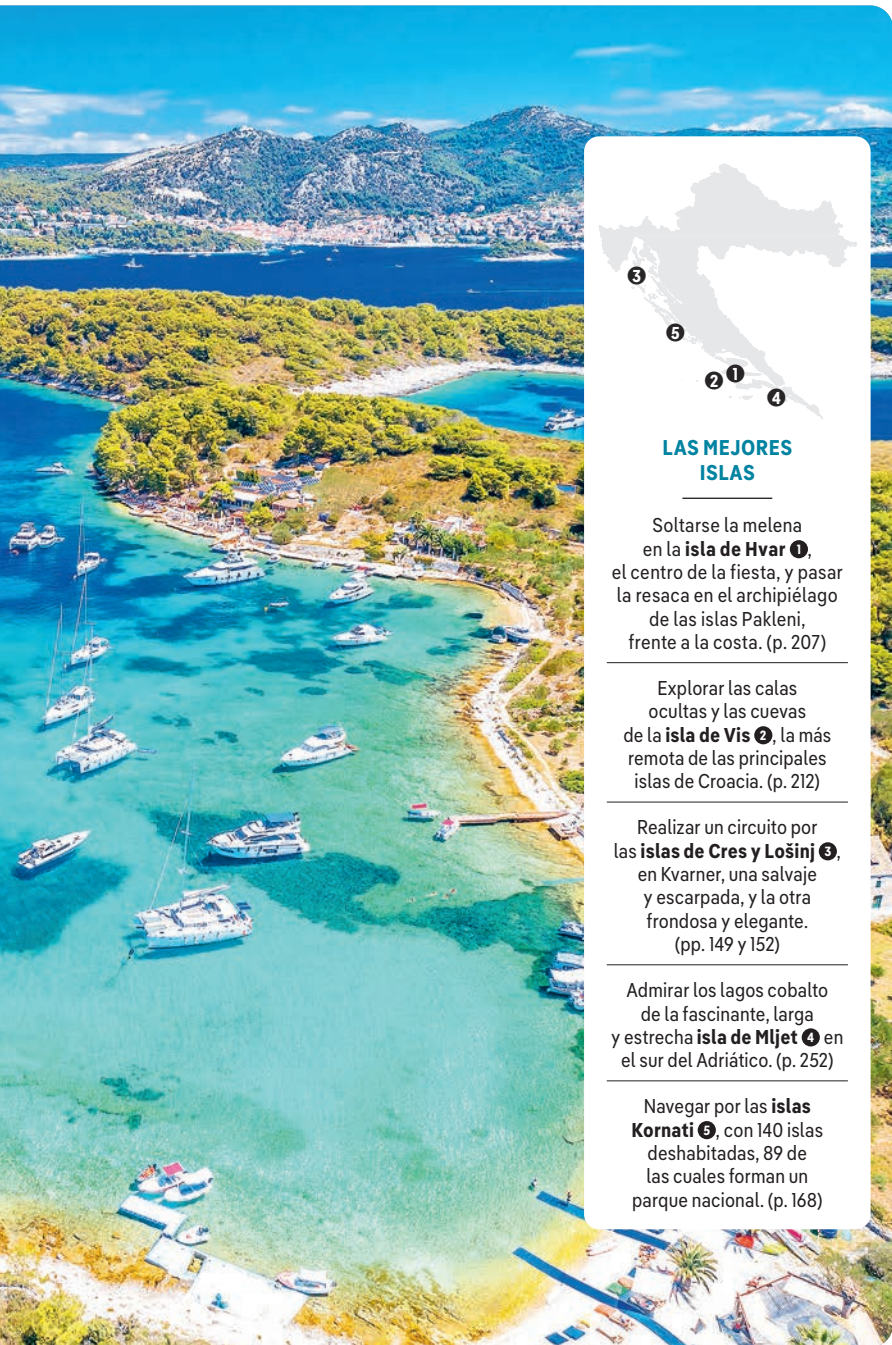 3
5
2 1
4
LAS MEJORES
ISLAS
Soltarse la melena
en la isla de Hvar 1,
el centro de la fiesta, y pasar
la resaca en el archipiélago
de las islas Pakleni,
frente a la costa. (p. 207)
Explorar las calas
ocultas y las cuevas
de la isla de Vis 2, la más
remota de las principales
islas de Croacia. (p. 212)
Realizar un circuito por
las islas de Cres y Lošinj 3,
en Kvarner, una salvaje
y escarpada, y la otra
frondosa y elegante.
(pp. 149 y 152)
Admirar los lagos cobalto
de la fascinante, larga
y estrecha isla de Mljet 4 en
el sur del Adriático. (p. 252)
Navegar por las islas
Kornati 5, con 140 islas
deshabitadas, 89 de
las cuales forman un
parque nacional. (p. 168)